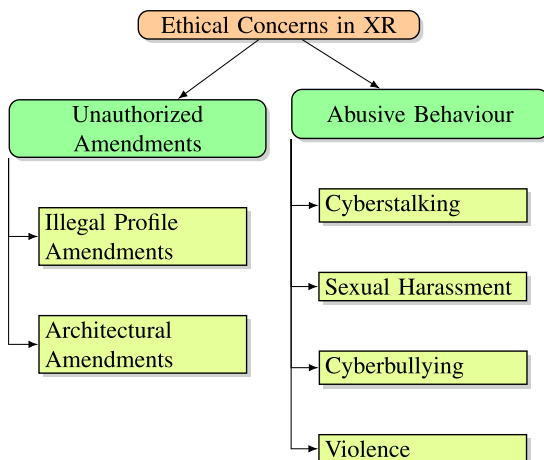 Ethical Concerns in XR
Unauthorized
Amendments
Illegal Profile
Amendments
Architectural
Amendments
Abusive Behaviour
Cyberstalking
Sexual Harassment
Cyberbullying
Violence